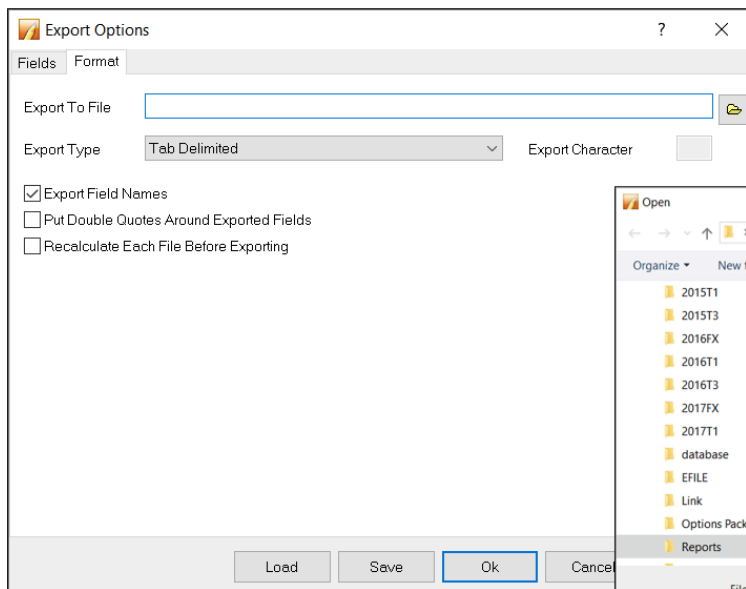 Export Options
Fields Format
Export To File
Export Type Tab Delimited Export Character
Export Field Names
Put Double Quotes Around Exported Fields
Recalculate Each File Before Exporting
Load Save Ok Cancel
Open
Organize New
2015T1
2015T3
2016FX
2016T1
2016T3
2017FX
2017T1
database
EFILE
Link
Options Pack
Reports